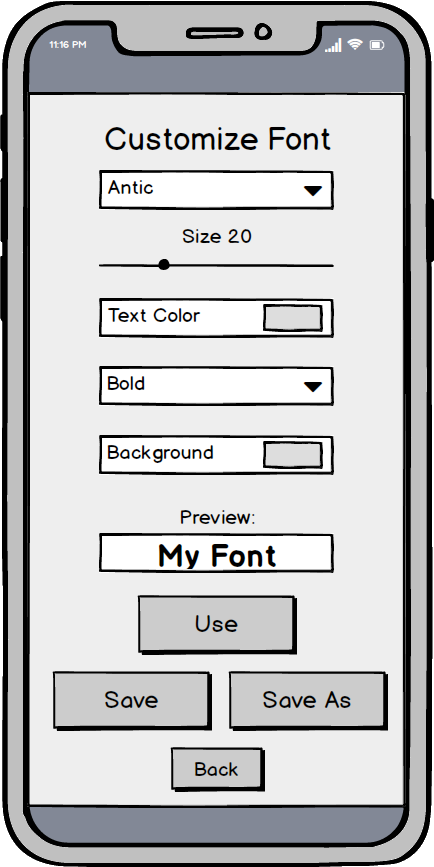 11:16 PM
Customize Font
Antic
Size 20
Text Color
Bold
Background
Preview:
My Font
Use
Save
Save As
Back